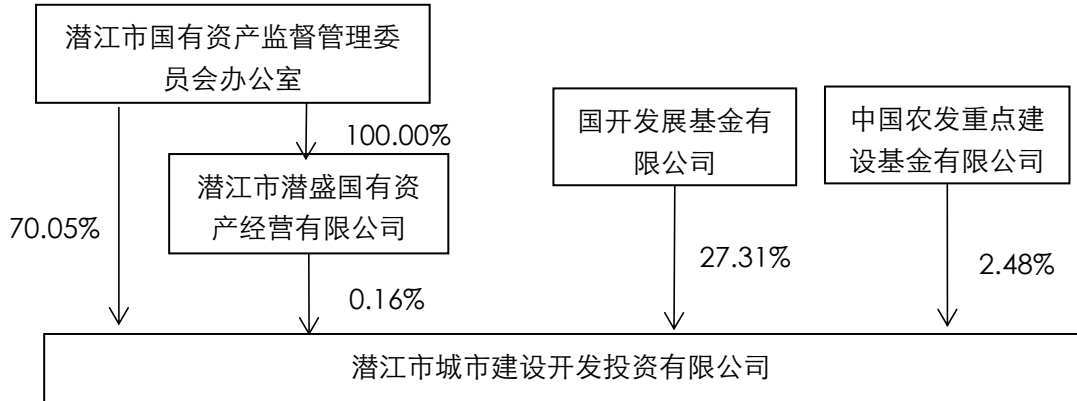 潜江市国有资产监督管理委
员会办公室
国开发展基金有
限公司
中国农发重点建
设基金有限公司
100.00%
潜江市潜盛国有资
产经营有限公司
70.05%
27.31%
2.48%
0.16%
潜江市城市建设开发投资有限公司